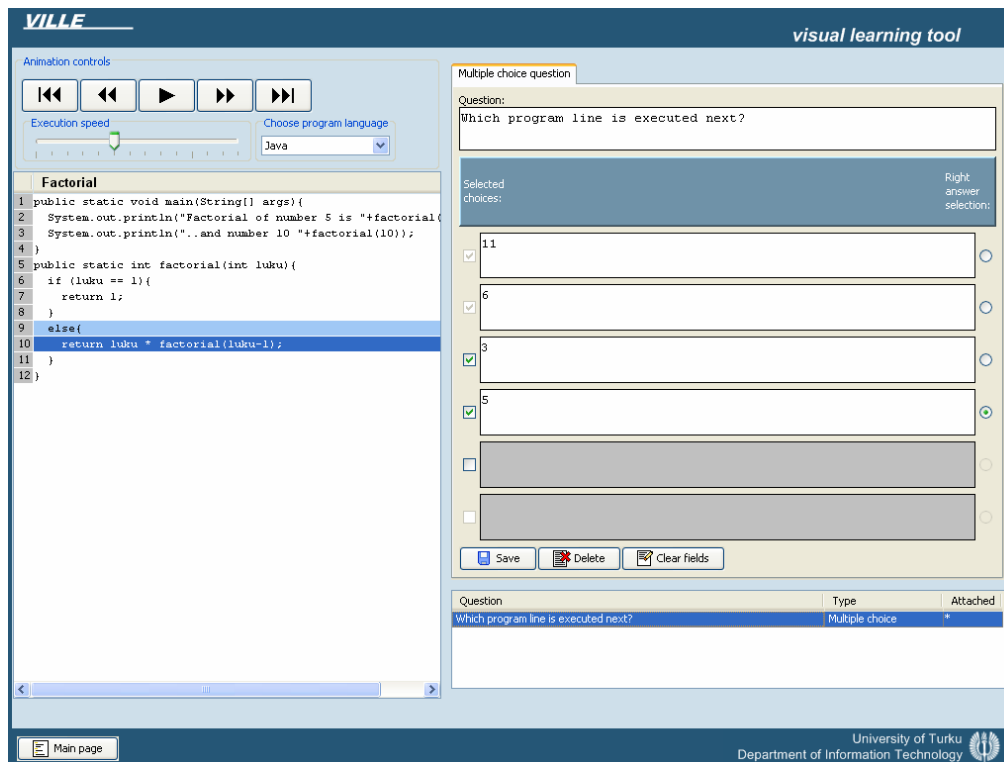 VILLE
visual learning tool
Animation controls
Execution speed
Choose program language
Java
Factorial
1 public static void main(String[] args){
2 System.out.println("Factorial of number 5 is "+factorial(
3 System.out.println("..and number 10 "+factorial(10));
4 }
5 public static int factorial(int luku){
6 if (luku == 1){
7 return 1;
8 }
9 else{
10 return luku * factorial(luku-1);
11 }
12 }
Multiple choice question
Question:
Which program line is executed next?
Selected
choices:
Right
answer
selection:
11
6
3
5
Save Delete Clear fields
Question Type Attached
Which program line is executed next? Multiple choice *
Main page
University of Turku
Department of Information Technology